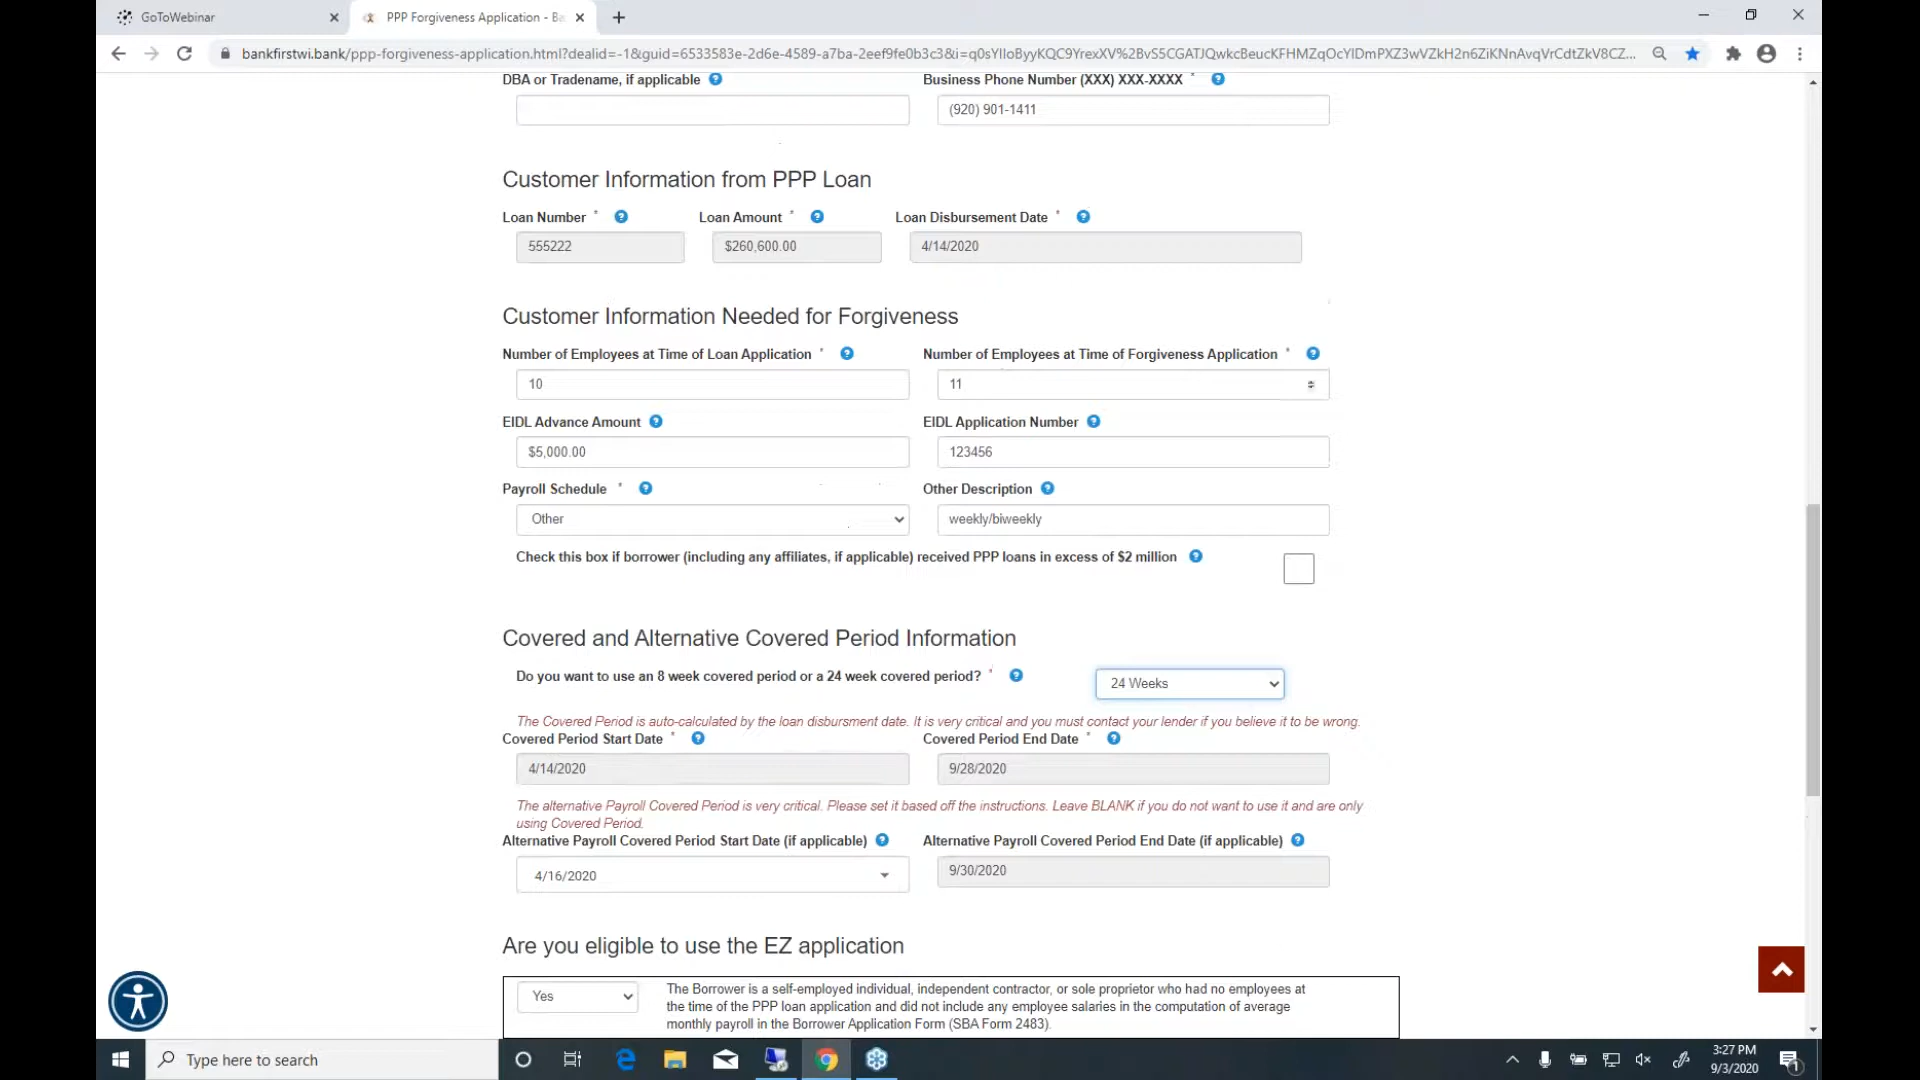 GoToWebinar
PPP Forgiveness Application - Ba
bankfirstwi.bank/ppp-forgiveness-application.html?dealid=-1&guid=6533583e-2d6e-4589-a7ba-2eef9fe0b3c3&i=
DBA or Tradename, if applicable ?
Business Phone Number (XXX) XXX-XXXX * ?
(920) 901-1411
Customer Information from PPP Loan
Loan Number * ? Loan Amount * ? Loan Disbursement Date * ?
555222 $260,600.00 4/14/2020
Customer Information Needed for Forgiveness
Number of Employees at Time of Loan Application * ? Number of Employees at Time of Forgiveness Application * ?
10 11
EIDL Advance Amount ? EIDL Application Number ?
$5,000.00 123456
Payroll Schedule * ? Other Description ?
Other weekly/biweekly
Check this box if borrower (including any affiliates, if applicable) received PPP loans in excess of $2 million ?
Covered and Alternative Covered Period Information
Do you want to use an 8 week covered period or a 24 week covered period? * ? 24 Weeks
The Covered Period is auto-calculated by the loan disbursment date. It is very critical and you must contact your lender if you believe it to be wrong.
Covered Period Start Date * ? Covered Period End Date * ?
4/14/2020 9/28/2020
The alternative Payroll Covered Period is very critical. Please set it based off the instructions. Leave BLANK if you do not want to use it and are only
using Covered Period.
Alternative Payroll Covered Period Start Date (if applicable) ? Alternative Payroll Covered Period End Date (if applicable) ?
4/16/2020 9/30/2020
Are you eligible to use the EZ application
Yes
The Borrower is a self-employed individual, independent contractor, or sole proprietor who had no employees at
the time of the PPP loan application and did not include any employee salaries in the computation of average
monthly payroll in the Borrower Application Form (SBA Form 2483).
Type here to search
3:27 PM
9/3/2020
1